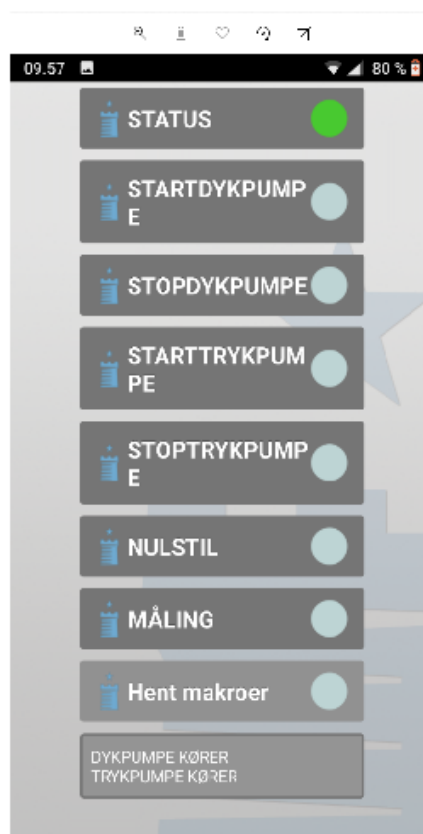 09.57
80 %
STATUS
STARTDYKPUMP
E
STOPDYKPUMPE
STARTTRYKPUM
PE
STOPTRYKPUMP
E
NULSTIL
MÅLING
Hent makroer
DYKPUMPE KØRER
TRYKPUMPE KØRER